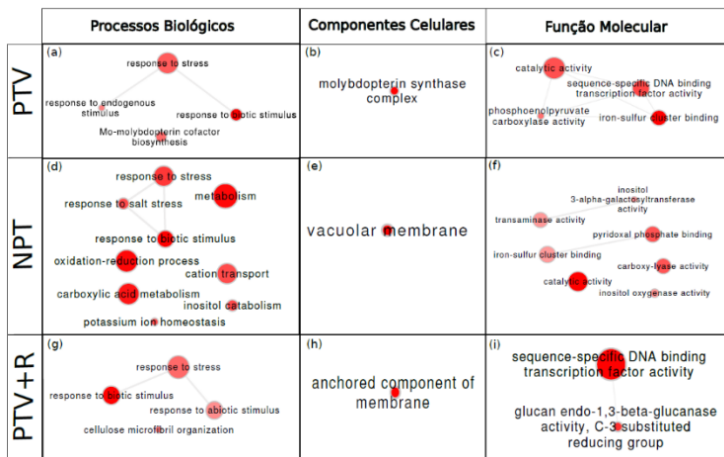 Processos Biológicos
Componentes Celulares
Função Molecular
PTV
(a)
response to stress
response to endogenous
stimulus
response to biotic stimulus
Mo-molybdopterin cofactor
biosynthesis
(b)
molybdopterin synthase
complex
(c)
catalytic activity
sequence-specific DNA binding
transcription factor activity
phosphoenolpyruvate
carboxylase activity
iron-sulfur cluster binding
NPT
(d)
response to stress
metabolism
response to salt stress
response to biotic stimulus
oxidation-reduction process
cation transport
carboxylic acid metabolism
inositol catabolism
potassium ion homeostasis
(e)
vacuolar membrane
(f)
inositol
3-alpha-galactosyltransferase
activity
transaminase activity
pyridoxal phosphate binding
iron-sulfur cluster binding
carboxy-lyase activity
catalytic activity
inositol oxygenase activity
PTV+R
(g)
response to stress
response to biotic stimulus
response to abiotic stimulus
cellulose microfibril organization
(h)
anchored component of
membrane
(i)
sequence-specific DNA binding
transcription factor activity
glucan endo-1,3-beta-glucanase
activity, C-3 substituted
reducing group